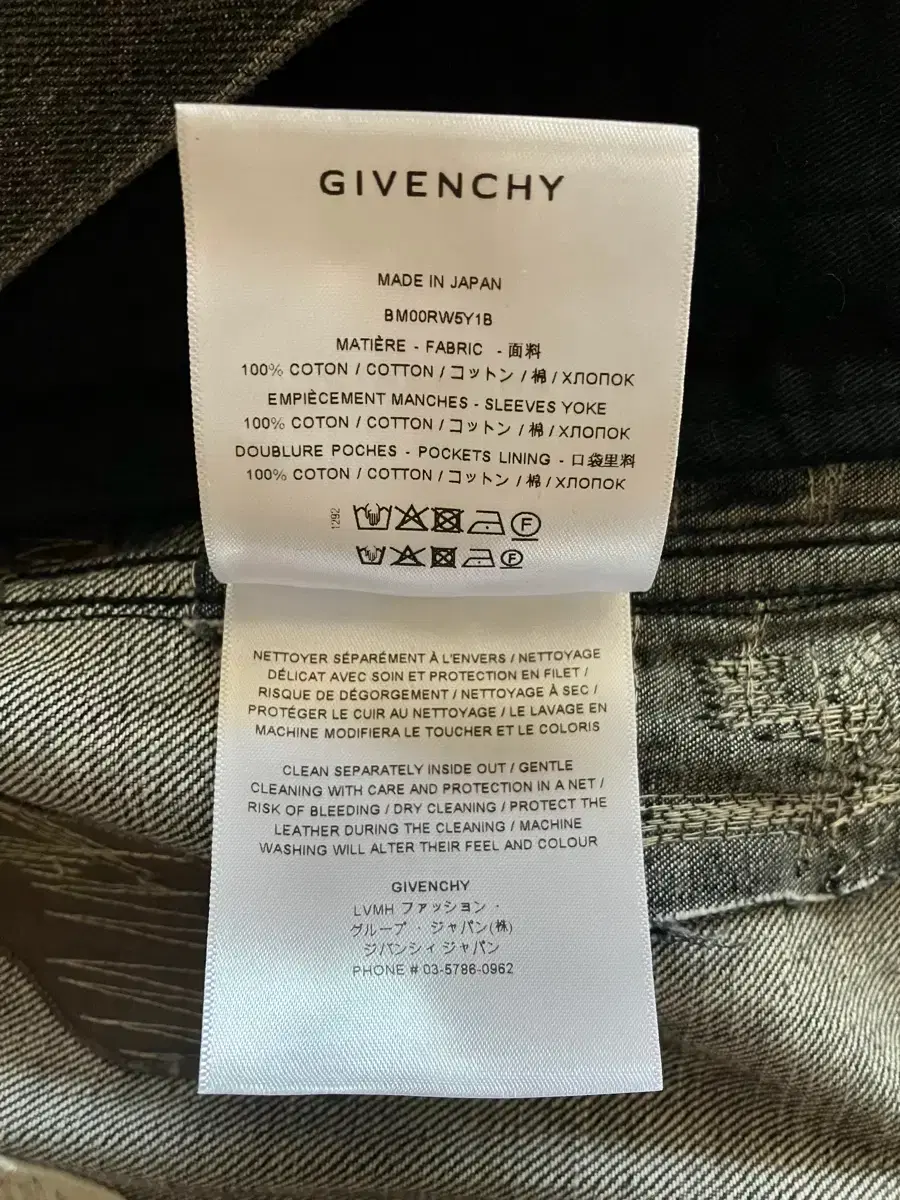 GIVENCHY
MADE IN JAPAN
BM00RW5Y1B
MATIÈRE - FABRIC - 面料
100% COTON / COTTON / コットン / 棉 / ХЛОПОК
EMPIÈCEMENT MANCHES - SLEEVES YOKE
100% COTON / COTTON / コットン / 棉 / ХЛОПОК
DOUBLURE POCHES - POCKETS LINING - 口袋里料
100% COTON / COTTON / コットン / 棉 / ХЛОПОК
1292
F
F
NETTOYER SÉPARÉMENT À L'ENVERS / NETTOYAGE
DÉLICAT AVEC SOIN ET PROTECTION EN FILET /
RISQUE DE DÉGORGEMENT / NETTOYAGE À SEC /
PROTÉGER LE CUIR AU NETTOYAGE / LE LAVAGE EN
MACHINE MODIFIERA LE TOUCHER ET LE COLORIS
CLEAN SEPARATELY INSIDE OUT / GENTLE
CLEANING WITH CARE AND PROTECTION IN A NET /
RISK OF BLEEDING / DRY CLEANING / PROTECT THE
LEATHER DURING THE CLEANING / MACHINE
WASHING WILL ALTER THEIR FEEL AND COLOUR
GIVENCHY
LVMH ファッション ·
グループ · ジャパン(株)
ジバンシィ ジャパン
PHONE # 03-5786-0962